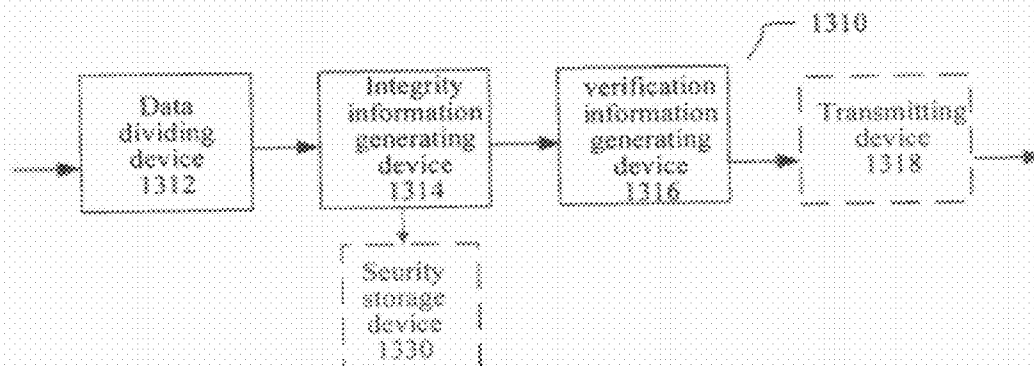 1310
Data
dividing
device
1312
Integrity
information
generating
device
1314
verification
information
generating
device
1316
Transmitting
device
1318
Seurity
storage
device
1330